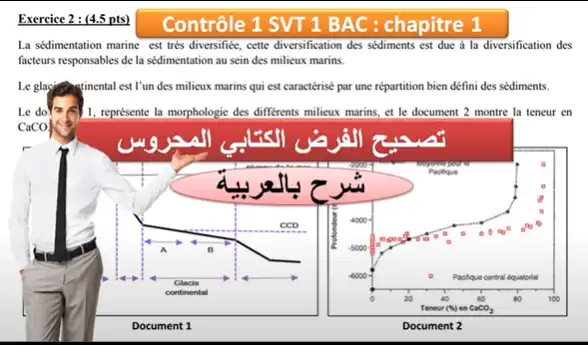 Exercice 2 : (4.5 pts)
Contrôle 1 SVT 1 BAC : chapitre 1
La sédimentation marine est très diversifiée, cette diversification des sédiments est due à la diversification des
facteurs responsables de la sédimentation au sein des milieux marins.
Le glacis continental est l'un des milieux marins qui est caractérisé par une répartition bien défini des sédiments.
Le 1, représente la morphologie des différents milieux marins, et le document 2 montre la teneur en
CaCO
تصحيح الفرض الكتابي المحروس
شرح بالعربية
Moyenne pour le
Pacifique
-2000
-4000
-5000
-6000
Profondeur
CCD
A
B
Glacis
continental
Pacifique central équatorial
0
20
40
60
80
100
Teneur (%) en CaCO3
Document 1
Document 2